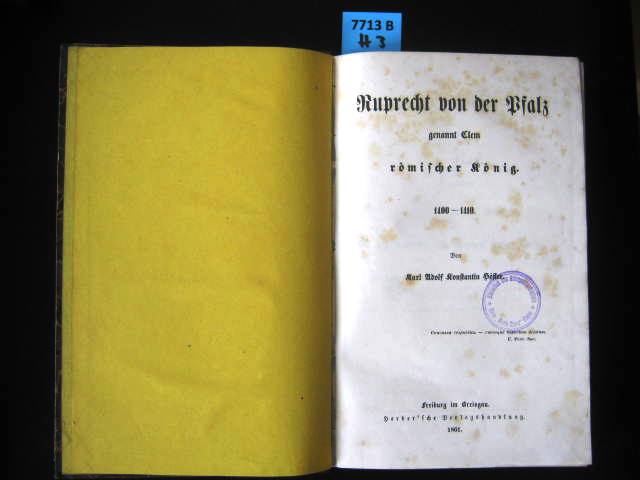 7713 B
# 3
Ruprecht von der Pfalz
genannt Clem
römischer König.
1400—1410.
Von
Karl Adolf Konstantin Höfler.
Freiburg im Breisgau.
Herder'sche Verlagshandlung.
1861.